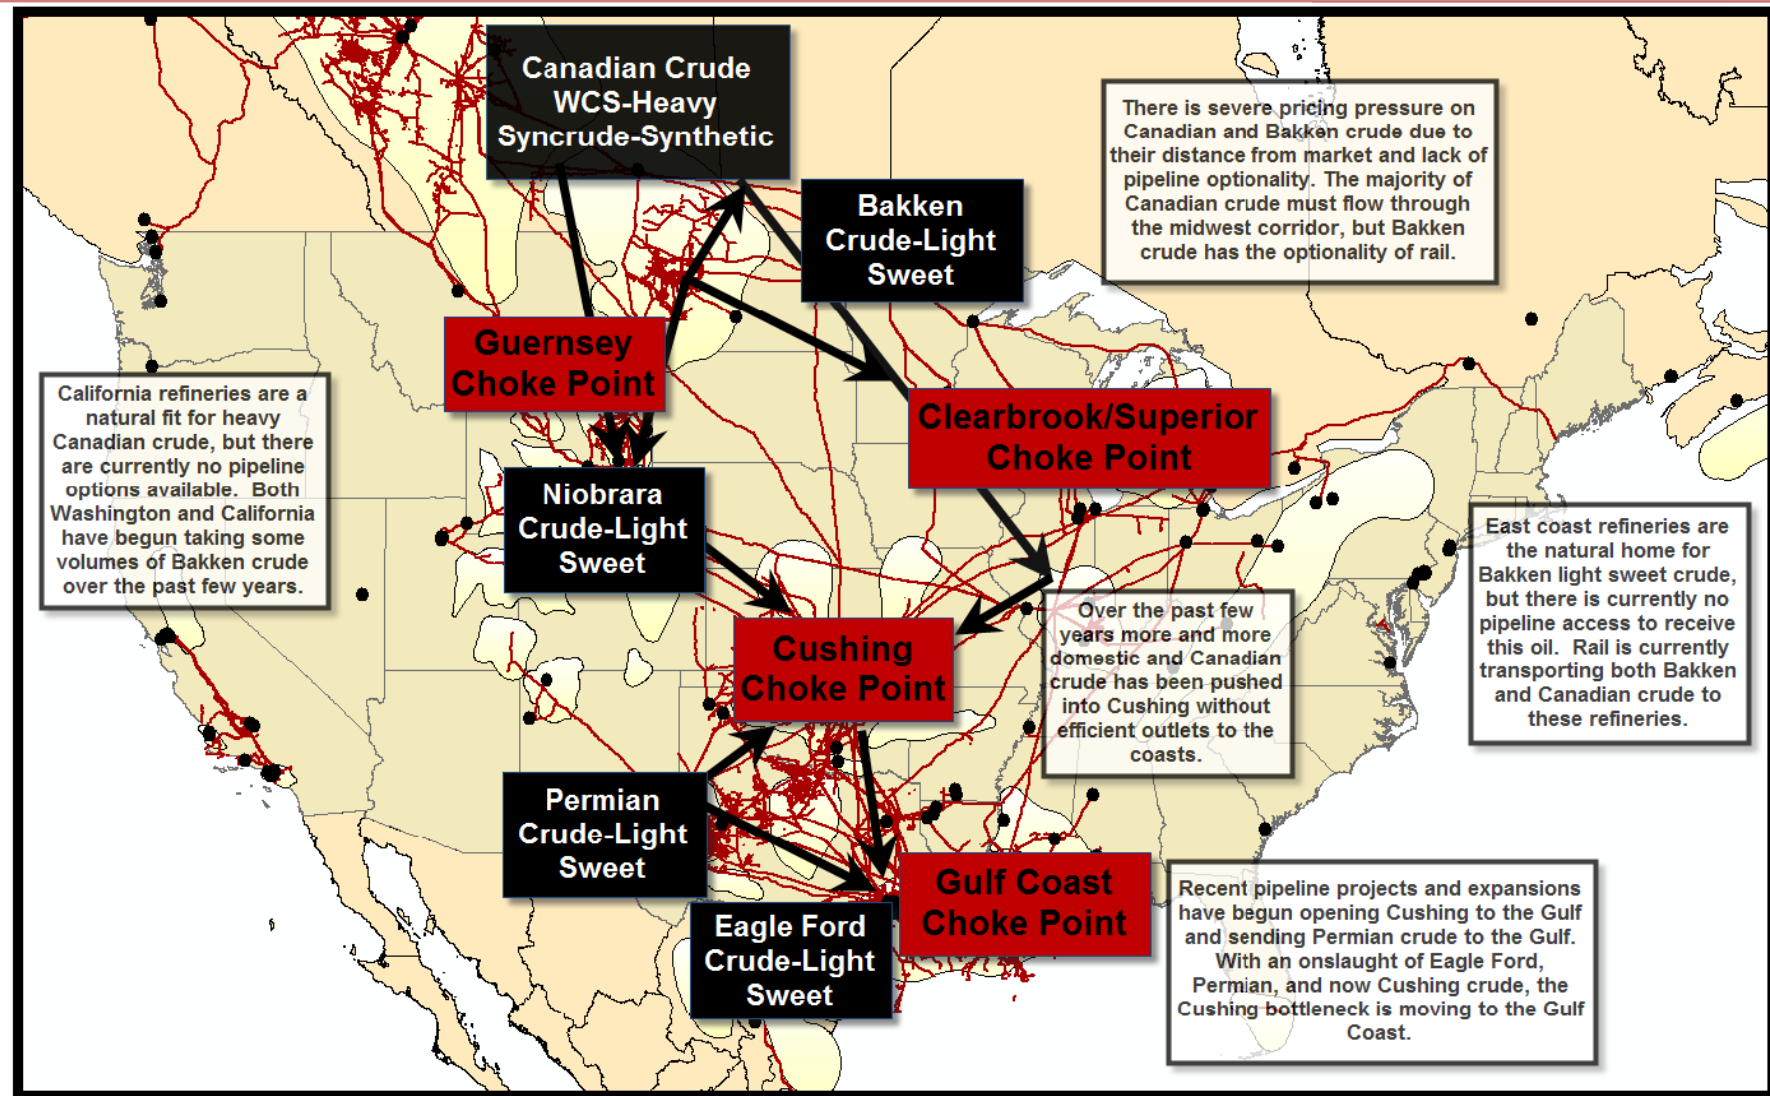 Canadian Crude
WCS-Heavy
Syncrude-Synthetic
There is severe pricing pressure on
Canadian and Bakken crude due to
their distance from market and lack of
pipeline optionality.  The majority of
Canadian crude must flow through
the midwest corridor, but Bakken
crude has the optionality of rail.
Bakken
Crude-Light
Sweet
Guernsey
Choke Point
California refineries are a
natural fit for heavy
Canadian crude, but there
are currently no pipeline
options available.  Both
Washington and California
have begun taking some
volumes of Bakken crude
over the past few years.
Clearbrook/Superior
Choke Point
Niobrara
Crude-Light
Sweet
East coast refineries are
the natural home for
Bakken light sweet crude,
but there is currently no
pipeline access to receive
this oil.  Rail is currently
transporting both Bakken
and Canadian crude to
these refineries.
Over the past few
years more and more
domestic and Canadian
crude has been pushed
into Cushing without
efficient outlets to the
coasts.
Cushing
Choke Point
Permian
Crude-Light
Sweet
Gulf Coast
Choke Point
Eagle Ford
Crude-Light
Sweet
Recent pipeline projects and expansions
have begun opening Cushing to the Gulf
and sending Permian crude to the Gulf.
With an onslaught of Eagle Ford,
Permian, and now Cushing crude, the
Cushing bottleneck is moving to the Gulf
Coast.